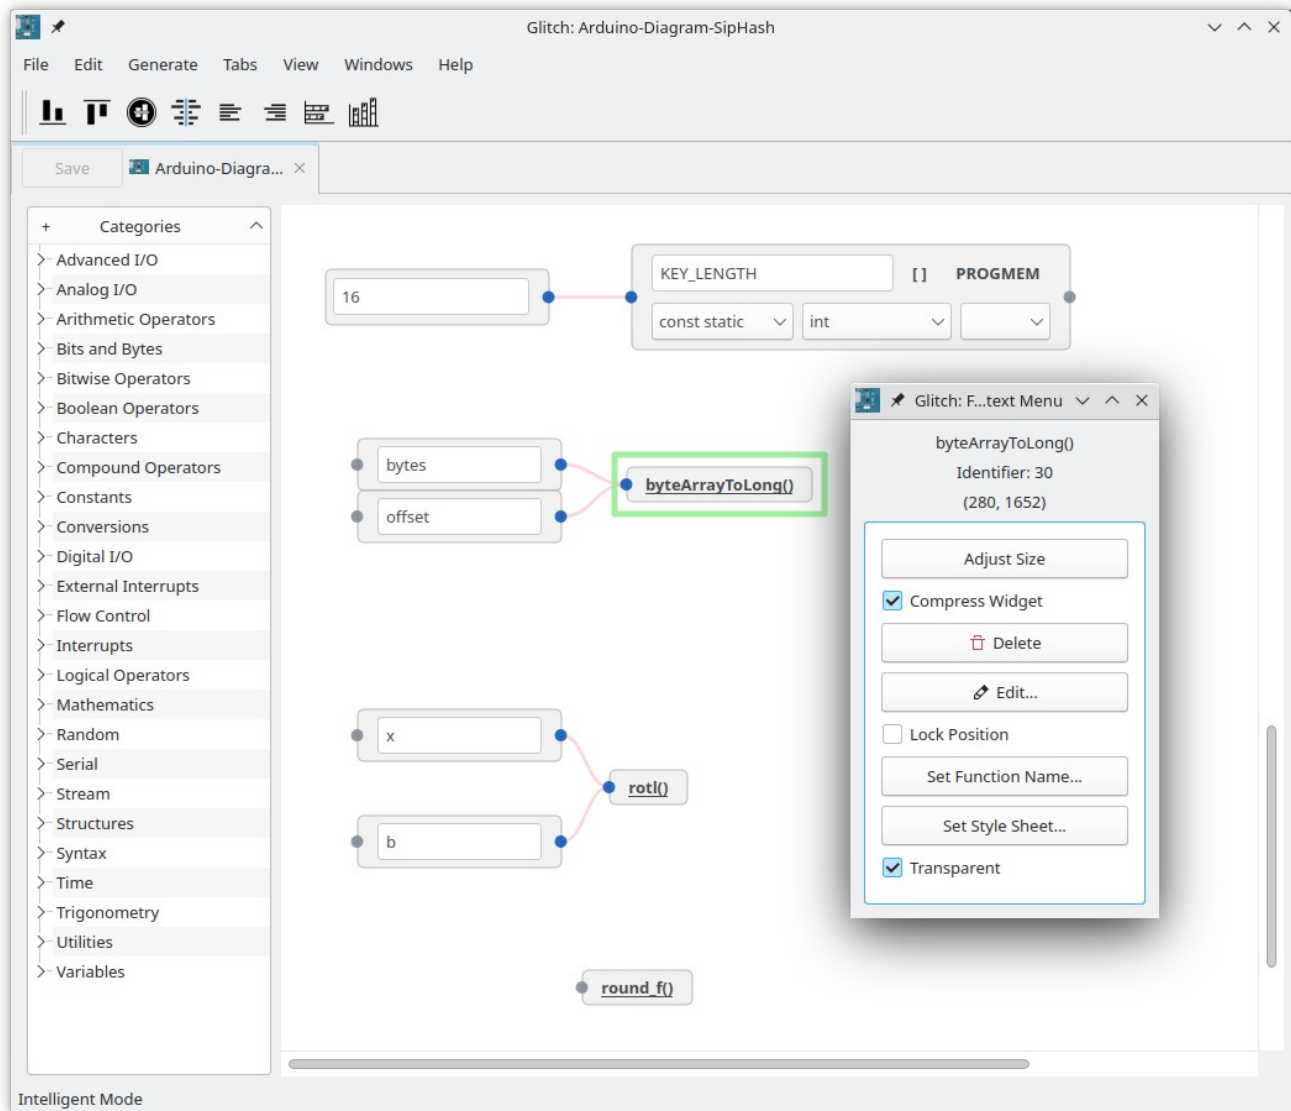 Glitch: Arduino-Diagram-SipHash
File Edit Generate Tabs View Windows Help
Save Arduino-Diagra...
+ Categories
Advanced I/O
Analog I/O
Arithmetic Operators
Bits and Bytes
Bitwise Operators
Boolean Operators
Characters
Compound Operators
Constants
Conversions
Digital I/O
External Interrupts
Flow Control
Interrupts
Logical Operators
Mathematics
Random
Serial
Stream
Structures
Syntax
Time
Trigonometry
Utilities
Variables
16
KEY_LENGTH [ ] PROGMEM
const static int
bytes
offset
byteArrayToLong()
x
b
rotl()
round_f()
Glitch: F...text Menu
byteArrayToLong()
Identifier: 30
(280, 1652)
Adjust Size
Compress Widget
Delete
Edit...
Lock Position
Set Function Name...
Set Style Sheet...
Transparent
Intelligent Mode